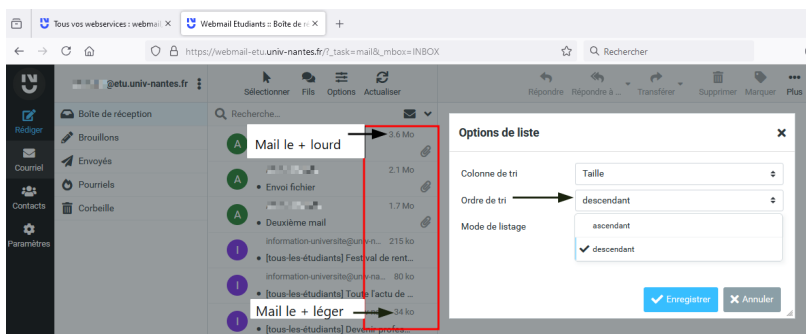 Tous vos webservices : webmail
Webmail Etudiants :: Boîte de
https://webmail-etu.univ-nantes.fr/?_task=mail&_mbox=INBOX
Rechercher
@etu.univ-nantes.fr
Sélectionner Fils Options Actualiser
Répondre Répondre à ... Transférer Supprimer Marquer Plus
Rédiger
Courriel
Contacts
Paramètres
Boîte de réception
Brouillons
Envoyés
Pourriels
Corbeille
Recherche...
A
Mail le + lourd
3.6 Mo
A
2.1 Mo
• Envoi fichier
A
1.7 Mo
• Deuxième mail
I
information-universite@univ-n... 215 ko
• [tous-les-étudiants] Festival de rent...
I
information-universite@univ-na... 80 ko
• [tous-les-étudiants] Toute l'actu de ...
I
Mail le + léger
34 ko
• [tous-les-étudiants] Devenir profea...
Options de liste
Colonne de tri
Taille
Ordre de tri
descendant
Mode de listage
ascendant
descendant
Enregistrer
Annuler